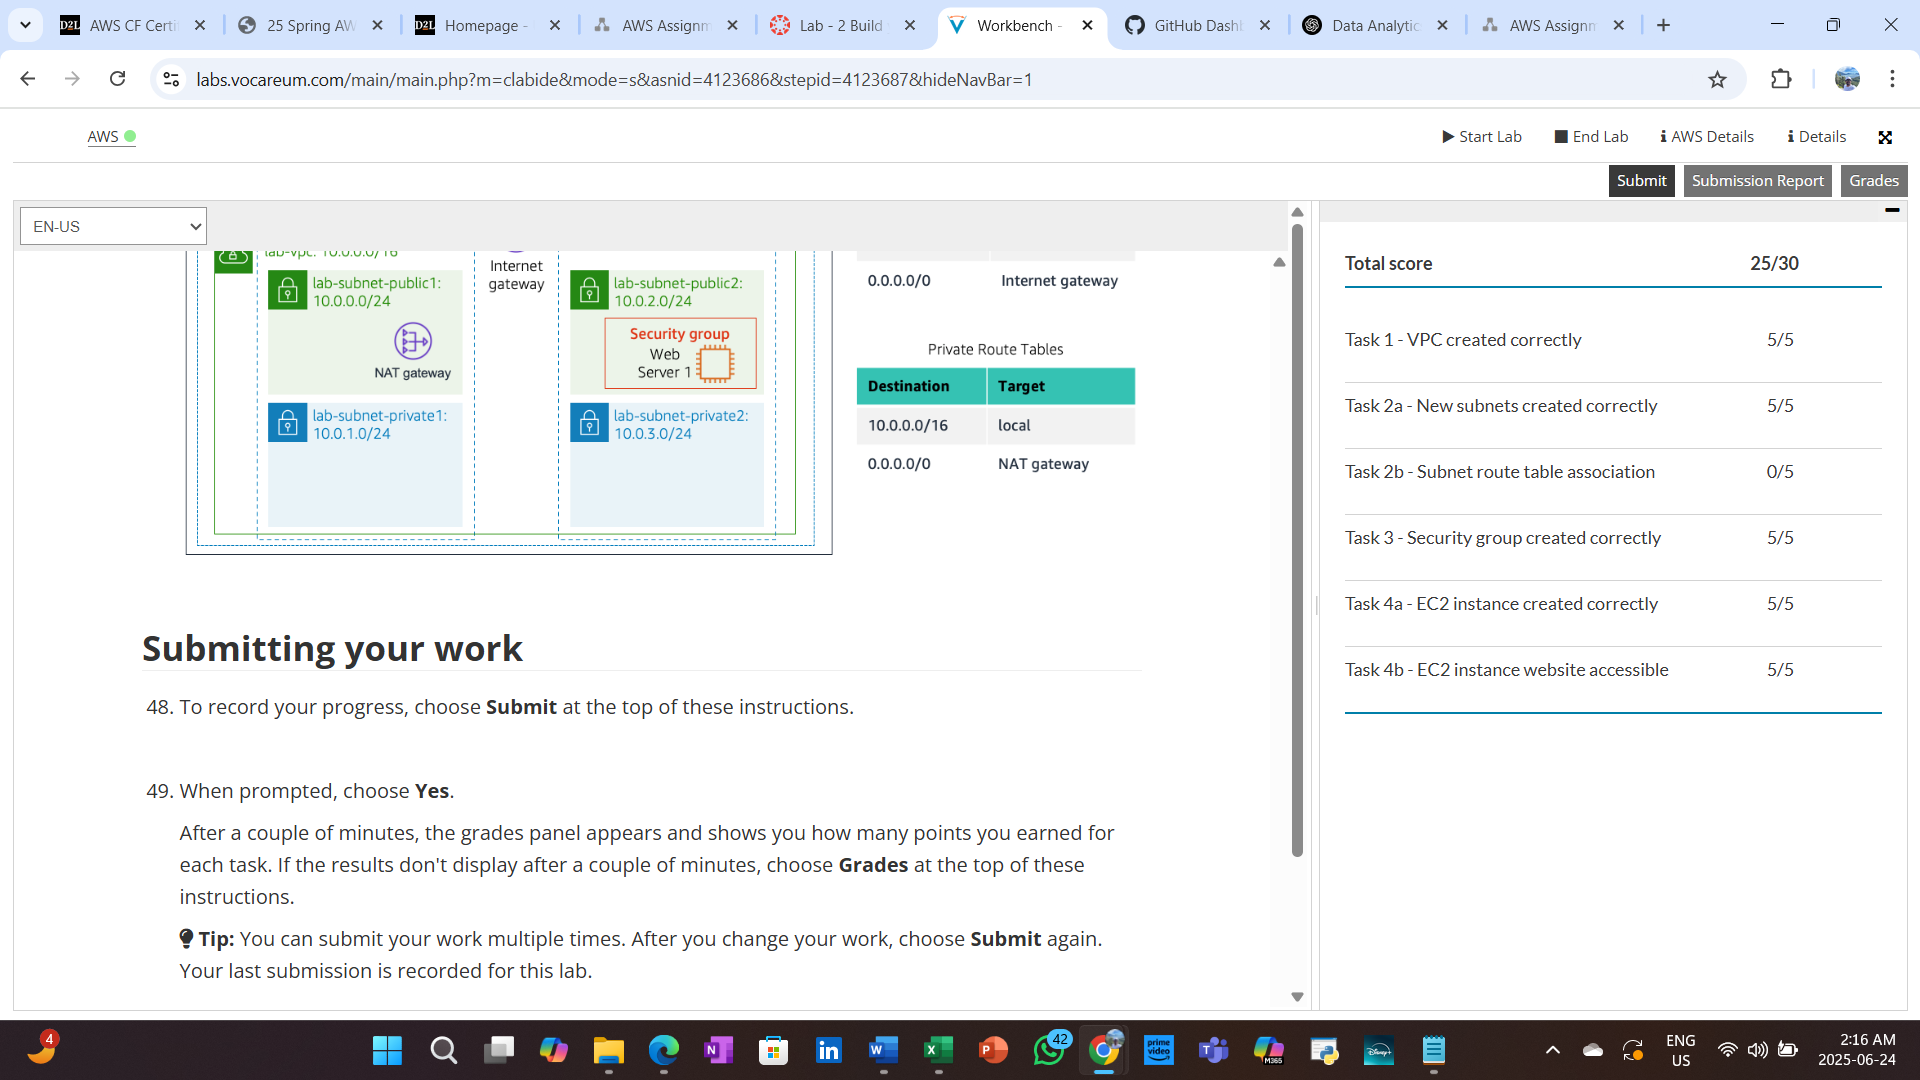 AWS CF Certi
25 Spring AW
Homepage -
AWS Assignm
Lab - 2 Build
Workbench -
GitHub Dashb
Data Analytic
AWS Assignm
labs.vocareum.com/main/main.php?m=clabide&mode=s&asnid=4123686&stepid=4123687&hideNavBar=1
AWS
Start Lab
End Lab
AWS Details
Details
Submit
Submission Report
Grades
EN-US
lab-vpc: 10.0.0.0/16
Internet
gateway
lab-subnet-public1:
10.0.0.0/24
NAT gateway
lab-subnet-public2:
10.0.2.0/24
Security group
Web
Server 1
lab-subnet-private1:
10.0.1.0/24
lab-subnet-private2:
10.0.3.0/24
0.0.0.0/0 Internet gateway
Private Route Tables
Destination Target
10.0.0.0/16 local
0.0.0.0/0 NAT gateway
Submitting your work
48. To record your progress, choose Submit at the top of these instructions.
49. When prompted, choose Yes.
After a couple of minutes, the grades panel appears and shows you how many points you earned for
each task. If the results don't display after a couple of minutes, choose Grades at the top of these
instructions.
Tip: You can submit your work multiple times. After you change your work, choose Submit again.
Your last submission is recorded for this lab.
Total score 25/30
Task 1 - VPC created correctly 5/5
Task 2a - New subnets created correctly 5/5
Task 2b - Subnet route table association 0/5
Task 3 - Security group created correctly 5/5
Task 4a - EC2 instance created correctly 5/5
Task 4b - EC2 instance website accessible 5/5
4
42
prime
video
M365
Disney+
ENG
US
2:16 AM
2025-06-24